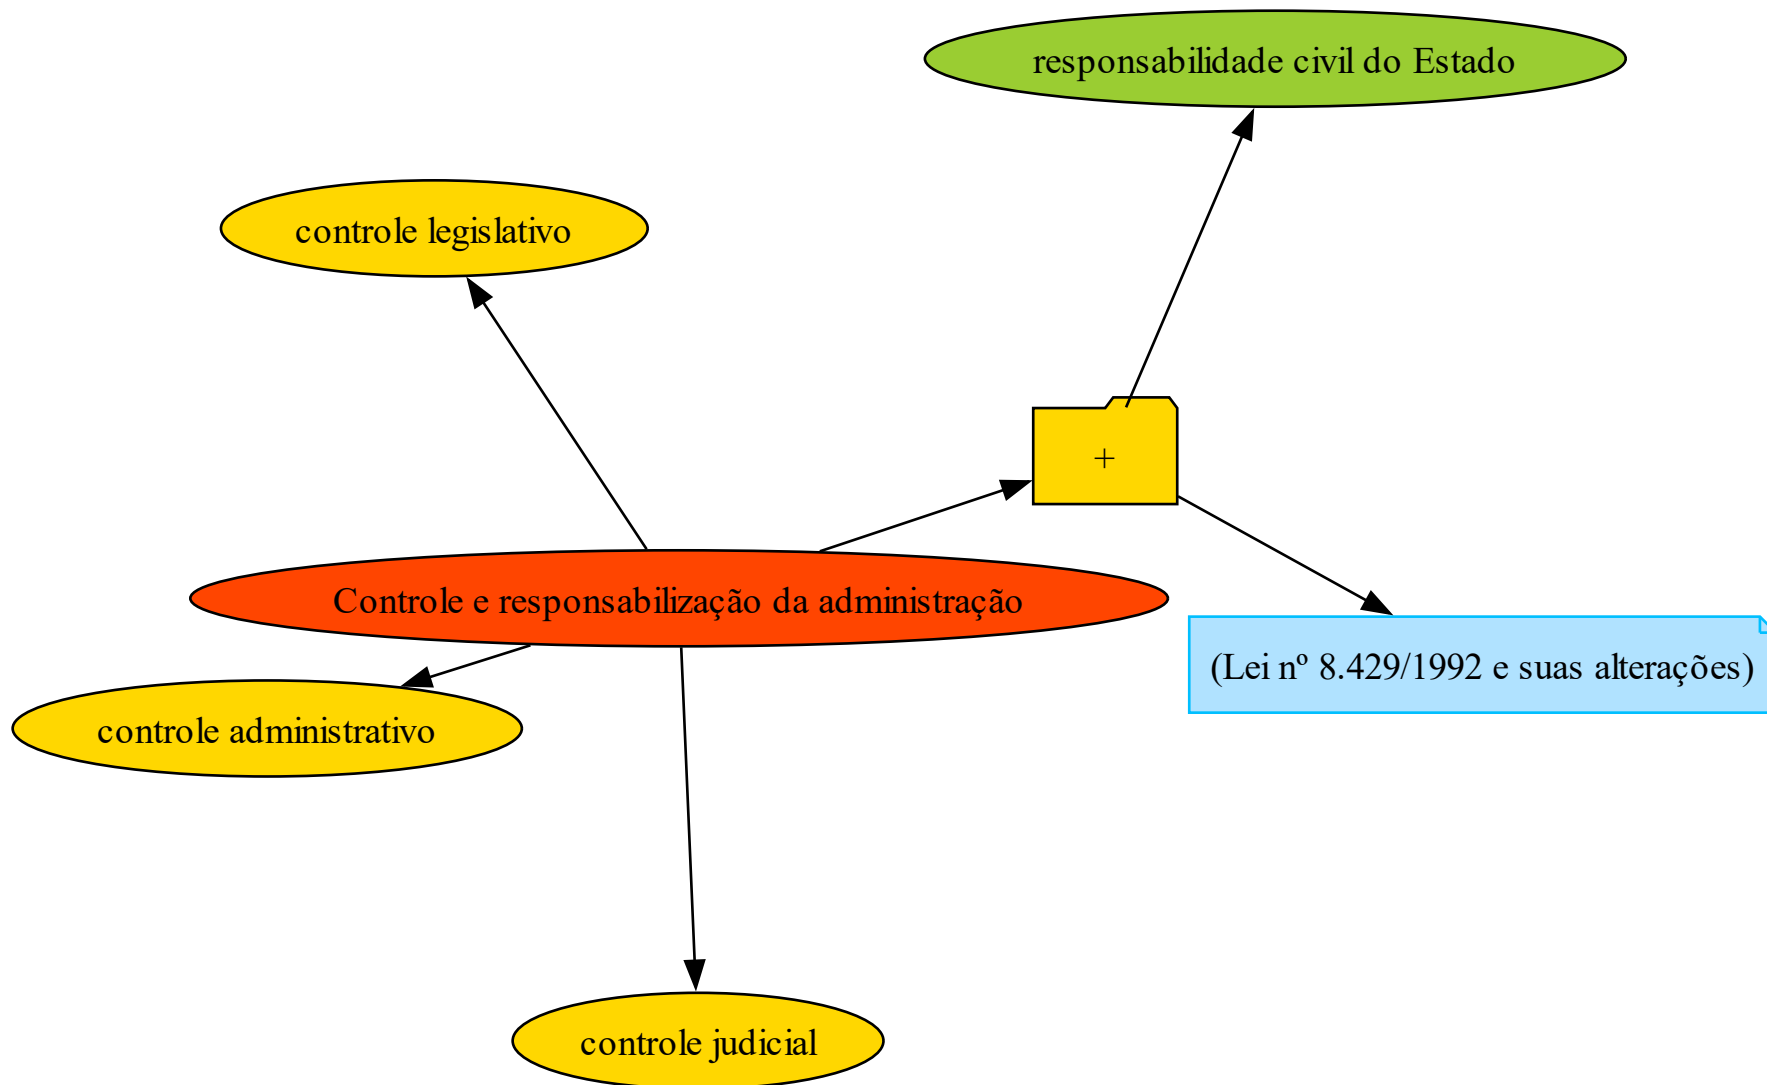 responsabilidade civil do Estado
controle legislativo
+
Controle e responsabilização da administração
(Lei nº 8.429/1992 e suas alterações)
controle administrativo
controle judicial